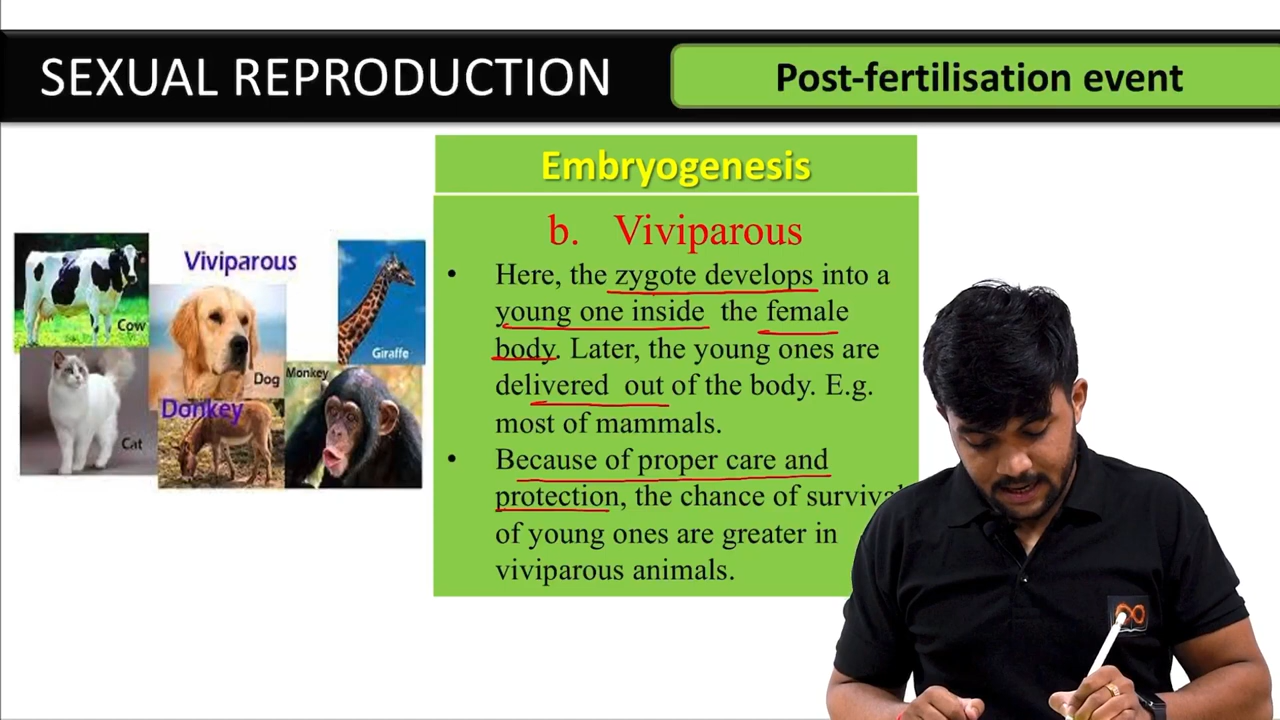 SEXUAL REPRODUCTION
Post-fertilisation event
Embryogenesis
b. Viviparous
• Here, the zygote develops into a
young one inside the female
body. Later, the young ones are
delivered out of the body. E.g.
most of mammals.
• Because of proper care and
protection, the chance of survival
of young ones are greater in
viviparous animals.
Viviparous
Cow
Giraffe
Dog
Monkey
Donkey
Cat